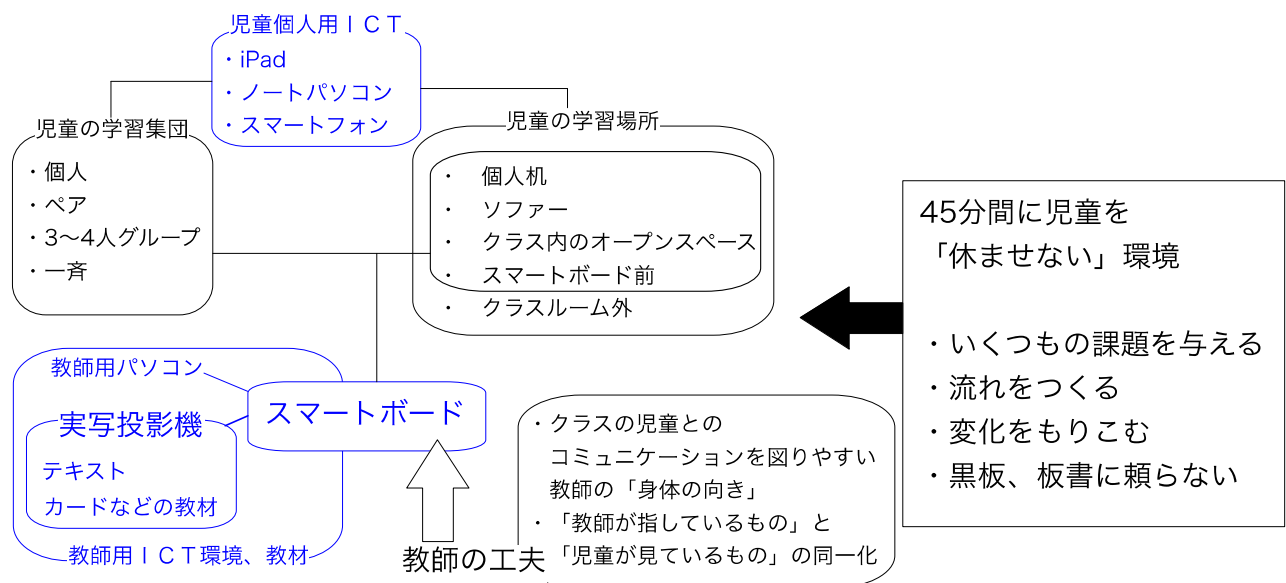 児童個人用ＩＣＴ
・iPad
・ノートパソコン
・スマートフォン
児童の学習集団
・個人
・ペア
・3〜4人グループ
・一斉
児童の学習場所
・　個人机
・　ソファー
・　クラス内のオープンスペース
・　スマートボード前
・　クラスルーム外
45分間に児童を
「休ませない」環境
・いくつもの課題を与える
・流れをつくる
・変化をもりこむ
・黒板、板書に頼らない
教師用パソコン
スマートボード
実写投影機
テキスト
カードなどの教材
教師用ＩＣＴ環境、教材
・クラスの児童との
コミュニケーションを図りやすい
教師の「身体の向き」
・「教師が指しているもの」と
「児童が見ているもの」の同一化
教師の工夫